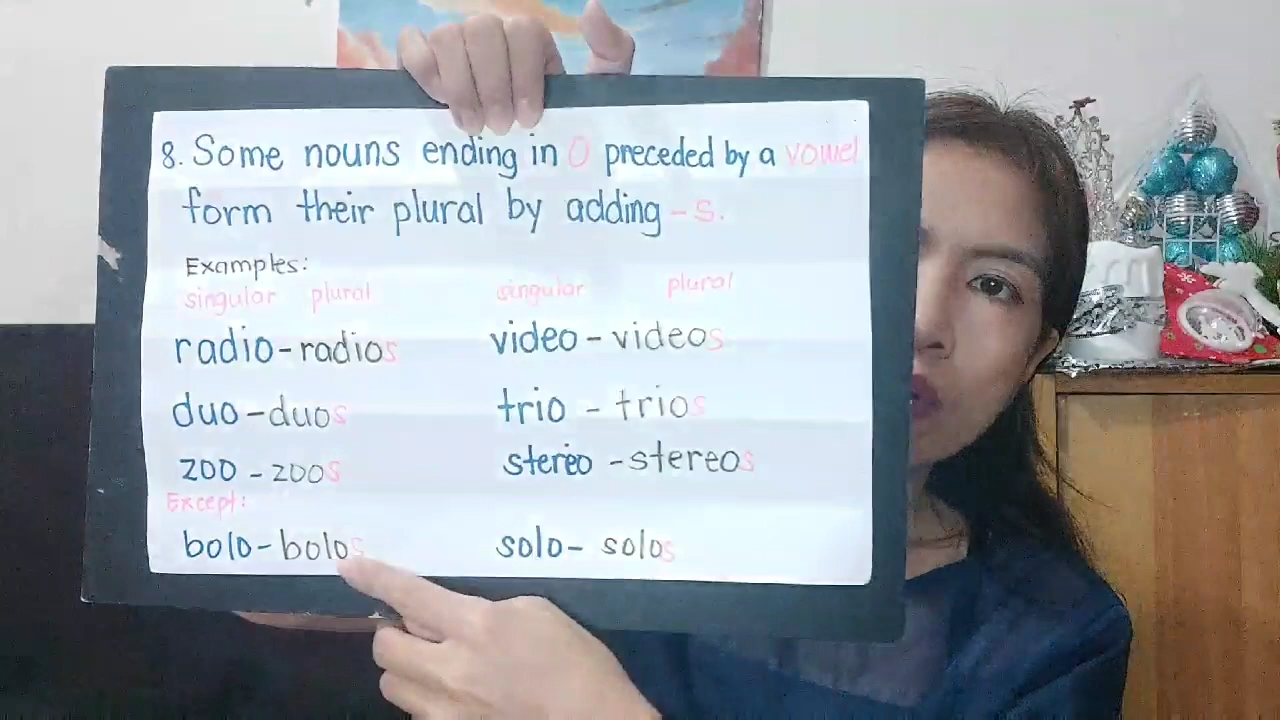 8. Some nouns ending in O preceded by a vowel
form their plural by adding -s.
Examples:
singular plural singular plural
radio-radios video-videos
duo-duos trio-trios
zoo-zoos stereo-stereos
Except:
bolo-bolos solo-solos